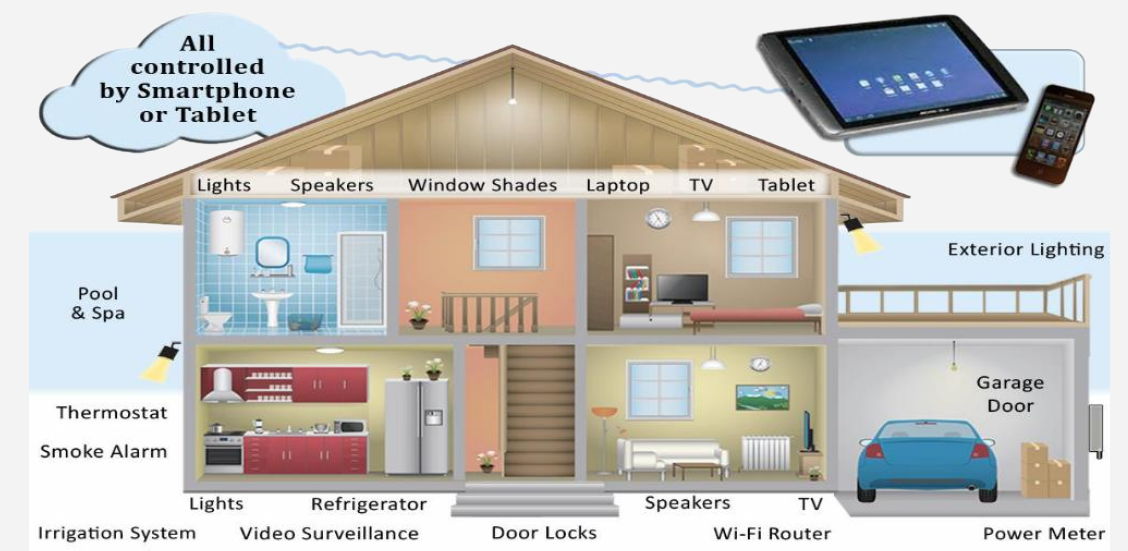 All
controlled
by Smartphone
or Tablet
Lights Speakers Window Shades Laptop TV Tablet
Exterior Lighting
Pool
& Spa
Garage
Door
Thermostat
Smoke Alarm
Lights Refrigerator Speakers TV
Irrigation System Video Surveillance Door Locks Wi-Fi Router Power Meter